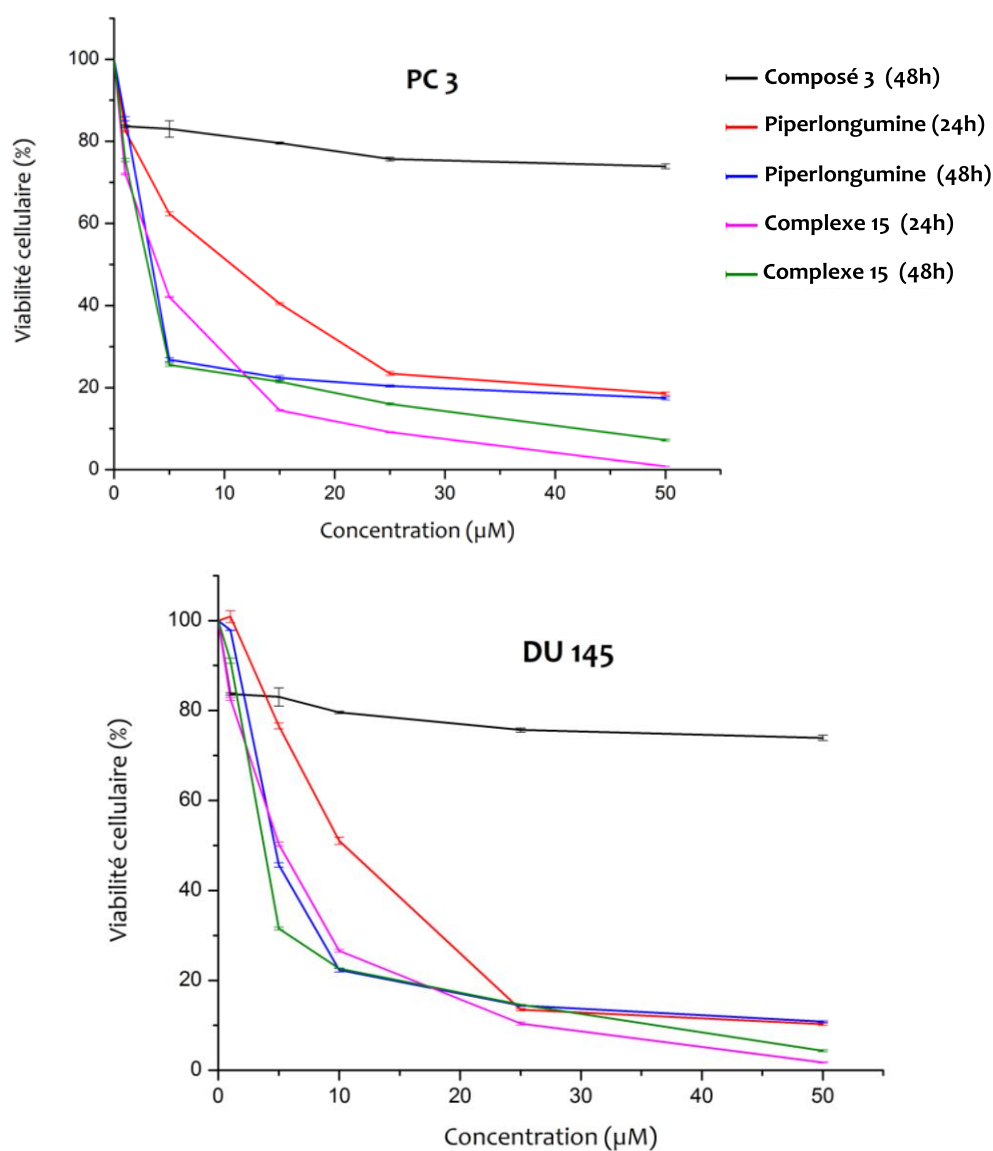 PC 3
100
80
60
40
20
0
Viabilité cellulaire (%)
0 10 20 30 40 50
Concentration (µM)
Composé 3 (48h)
Piperlongumine (24h)
Piperlongumine (48h)
Complexe 15 (24h)
Complexe 15 (48h)
DU 145
100
80
60
40
20
0
Viabilité cellulaire (%)
0 10 20 30 40 50
Concentration (µM)